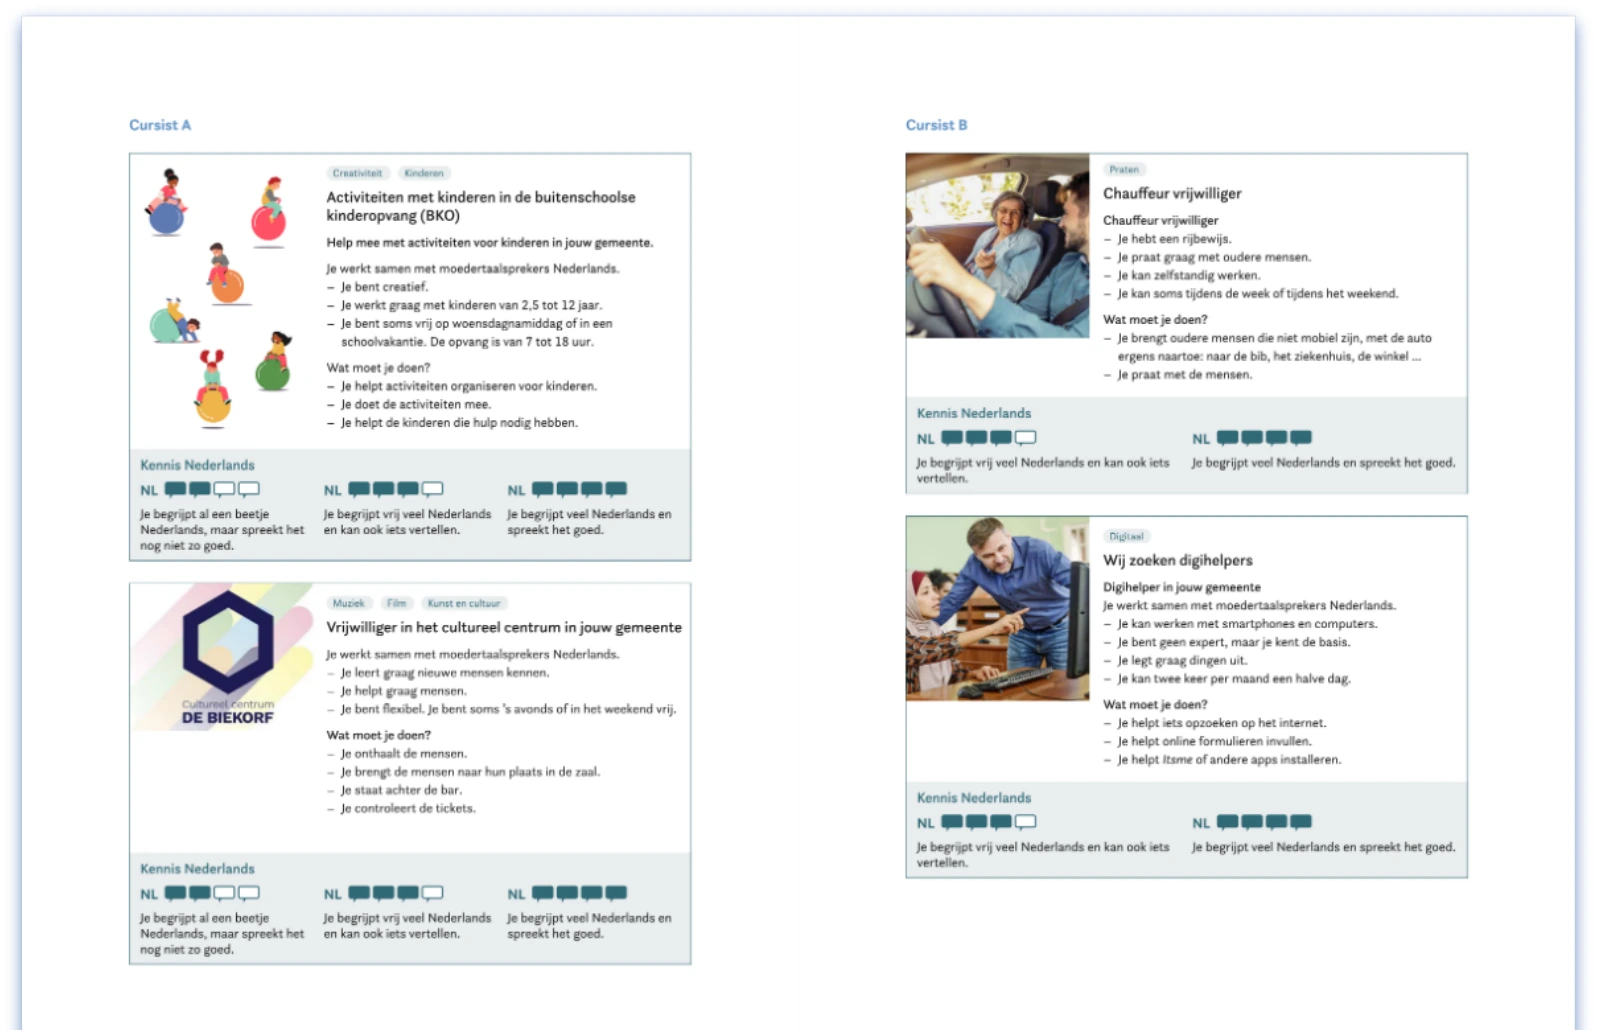 Cursist A
Creativiteit Kinderen
Activiteiten met kinderen in de buitenschoolse
kinderopvang (BKO)
Help mee met activiteiten voor kinderen in jouw gemeente.
Je werkt samen met moedertaalsprekers Nederlands.
– Je bent creatief.
– Je werkt graag met kinderen van 2,5 tot 12 jaar.
– Je bent soms vrij op woensdagnamiddag of in een
schoolvakantie. De opvang is van 7 tot 18 uur.
Wat moet je doen?
– Je helpt activiteiten organiseren voor kinderen.
– Je doet de activiteiten mee.
– Je helpt de kinderen die hulp nodig hebben.
Kennis Nederlands
NL
Je begrijpt al een beetje
Nederlands, maar spreekt het
nog niet zo goed.
NL
Je begrijpt vrij veel Nederlands
en kan ook iets vertellen.
NL
Je begrijpt veel Nederlands en
spreekt het goed.
Cultureel centrum
DE BIEKORF
Muziek Film Kunst en cultuur
Vrijwilliger in het cultureel centrum in jouw gemeente
Je werkt samen met moedertaalsprekers Nederlands.
– Je leert graag nieuwe mensen kennen.
– Je helpt graag mensen.
– Je bent flexibel. Je bent soms 's avonds of in het weekend vrij.
Wat moet je doen?
– Je onthaalt de mensen.
– Je brengt de mensen naar hun plaats in de zaal.
– Je staat achter de bar.
– Je controleert de tickets.
Kennis Nederlands
NL
Je begrijpt al een beetje
Nederlands, maar spreekt het
nog niet zo goed.
NL
Je begrijpt vrij veel Nederlands
en kan ook iets vertellen.
NL
Je begrijpt veel Nederlands en
spreekt het goed.
Cursist B
Praten
Chauffeur vrijwilliger
Chauffeur vrijwilliger
– Je hebt een rijbewijs.
– Je praat graag met oudere mensen.
– Je kan zelfstandig werken.
– Je kan soms tijdens de week of tijdens het weekend.
Wat moet je doen?
– Je brengt oudere mensen die niet mobiel zijn, met de auto
ergens naartoe: naar de bib, het ziekenhuis, de winkel ...
– Je praat met de mensen.
Kennis Nederlands
NL
Je begrijpt vrij veel Nederlands en kan ook iets
vertellen.
NL
Je begrijpt veel Nederlands en spreekt het goed.
Digitaal
Wij zoeken digihelpers
Digihelper in jouw gemeente
Je werkt samen met moedertaalsprekers Nederlands.
– Je kan werken met smartphones en computers.
– Je bent geen expert, maar je kent de basis.
– Je legt graag dingen uit.
– Je kan twee keer per maand een halve dag.
Wat moet je doen?
– Je helpt iets opzoeken op het internet.
– Je helpt online formulieren invullen.
– Je helpt Itsme of andere apps installeren.
Kennis Nederlands
NL
Je begrijpt vrij veel Nederlands en kan ook iets
vertellen.
NL
Je begrijpt veel Nederlands en spreekt het goed.